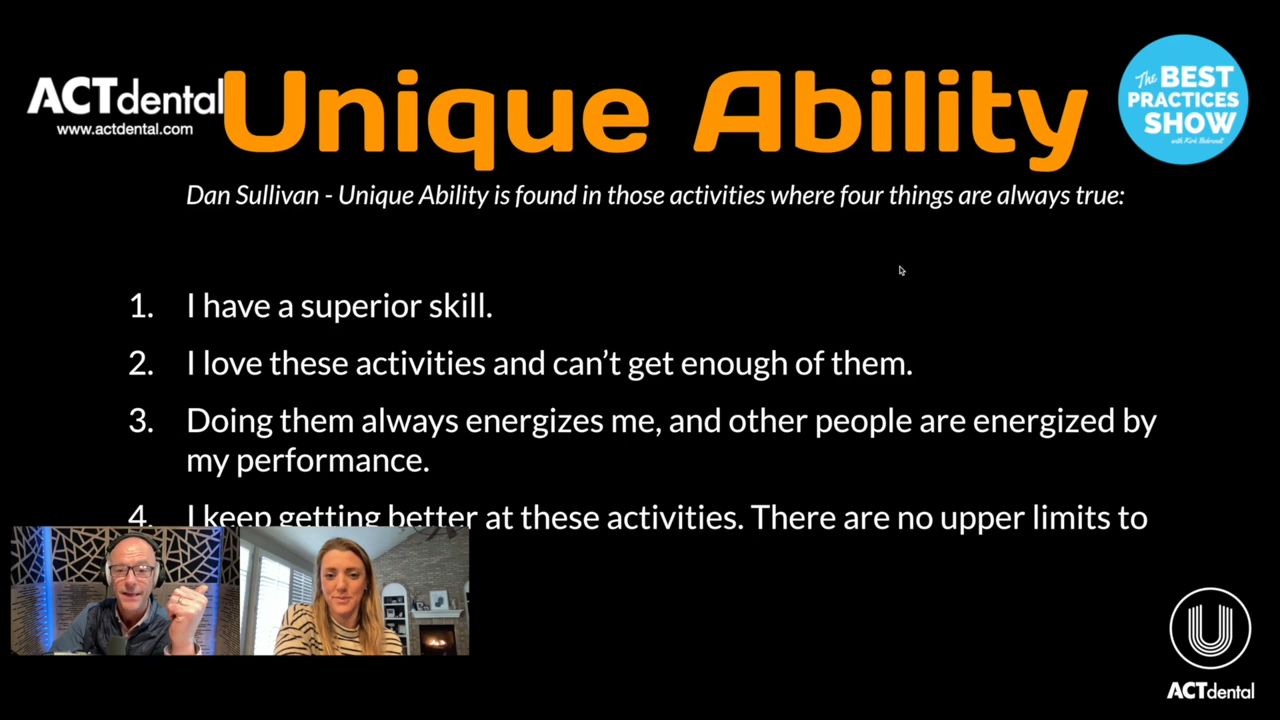 ACTdental
www.actdental.com
Unique Ability
The BEST
PRACTICES
SHOW
with Kirk Behrendt
Dan Sullivan - Unique Ability is found in those activities where four things are always true:
1. I have a superior skill.
2. I love these activities and can’t get enough of them.
3. Doing them always energizes me, and other people are energized by
my performance.
4. I keep getting better at these activities. There are no upper limits to
U
ACTdental